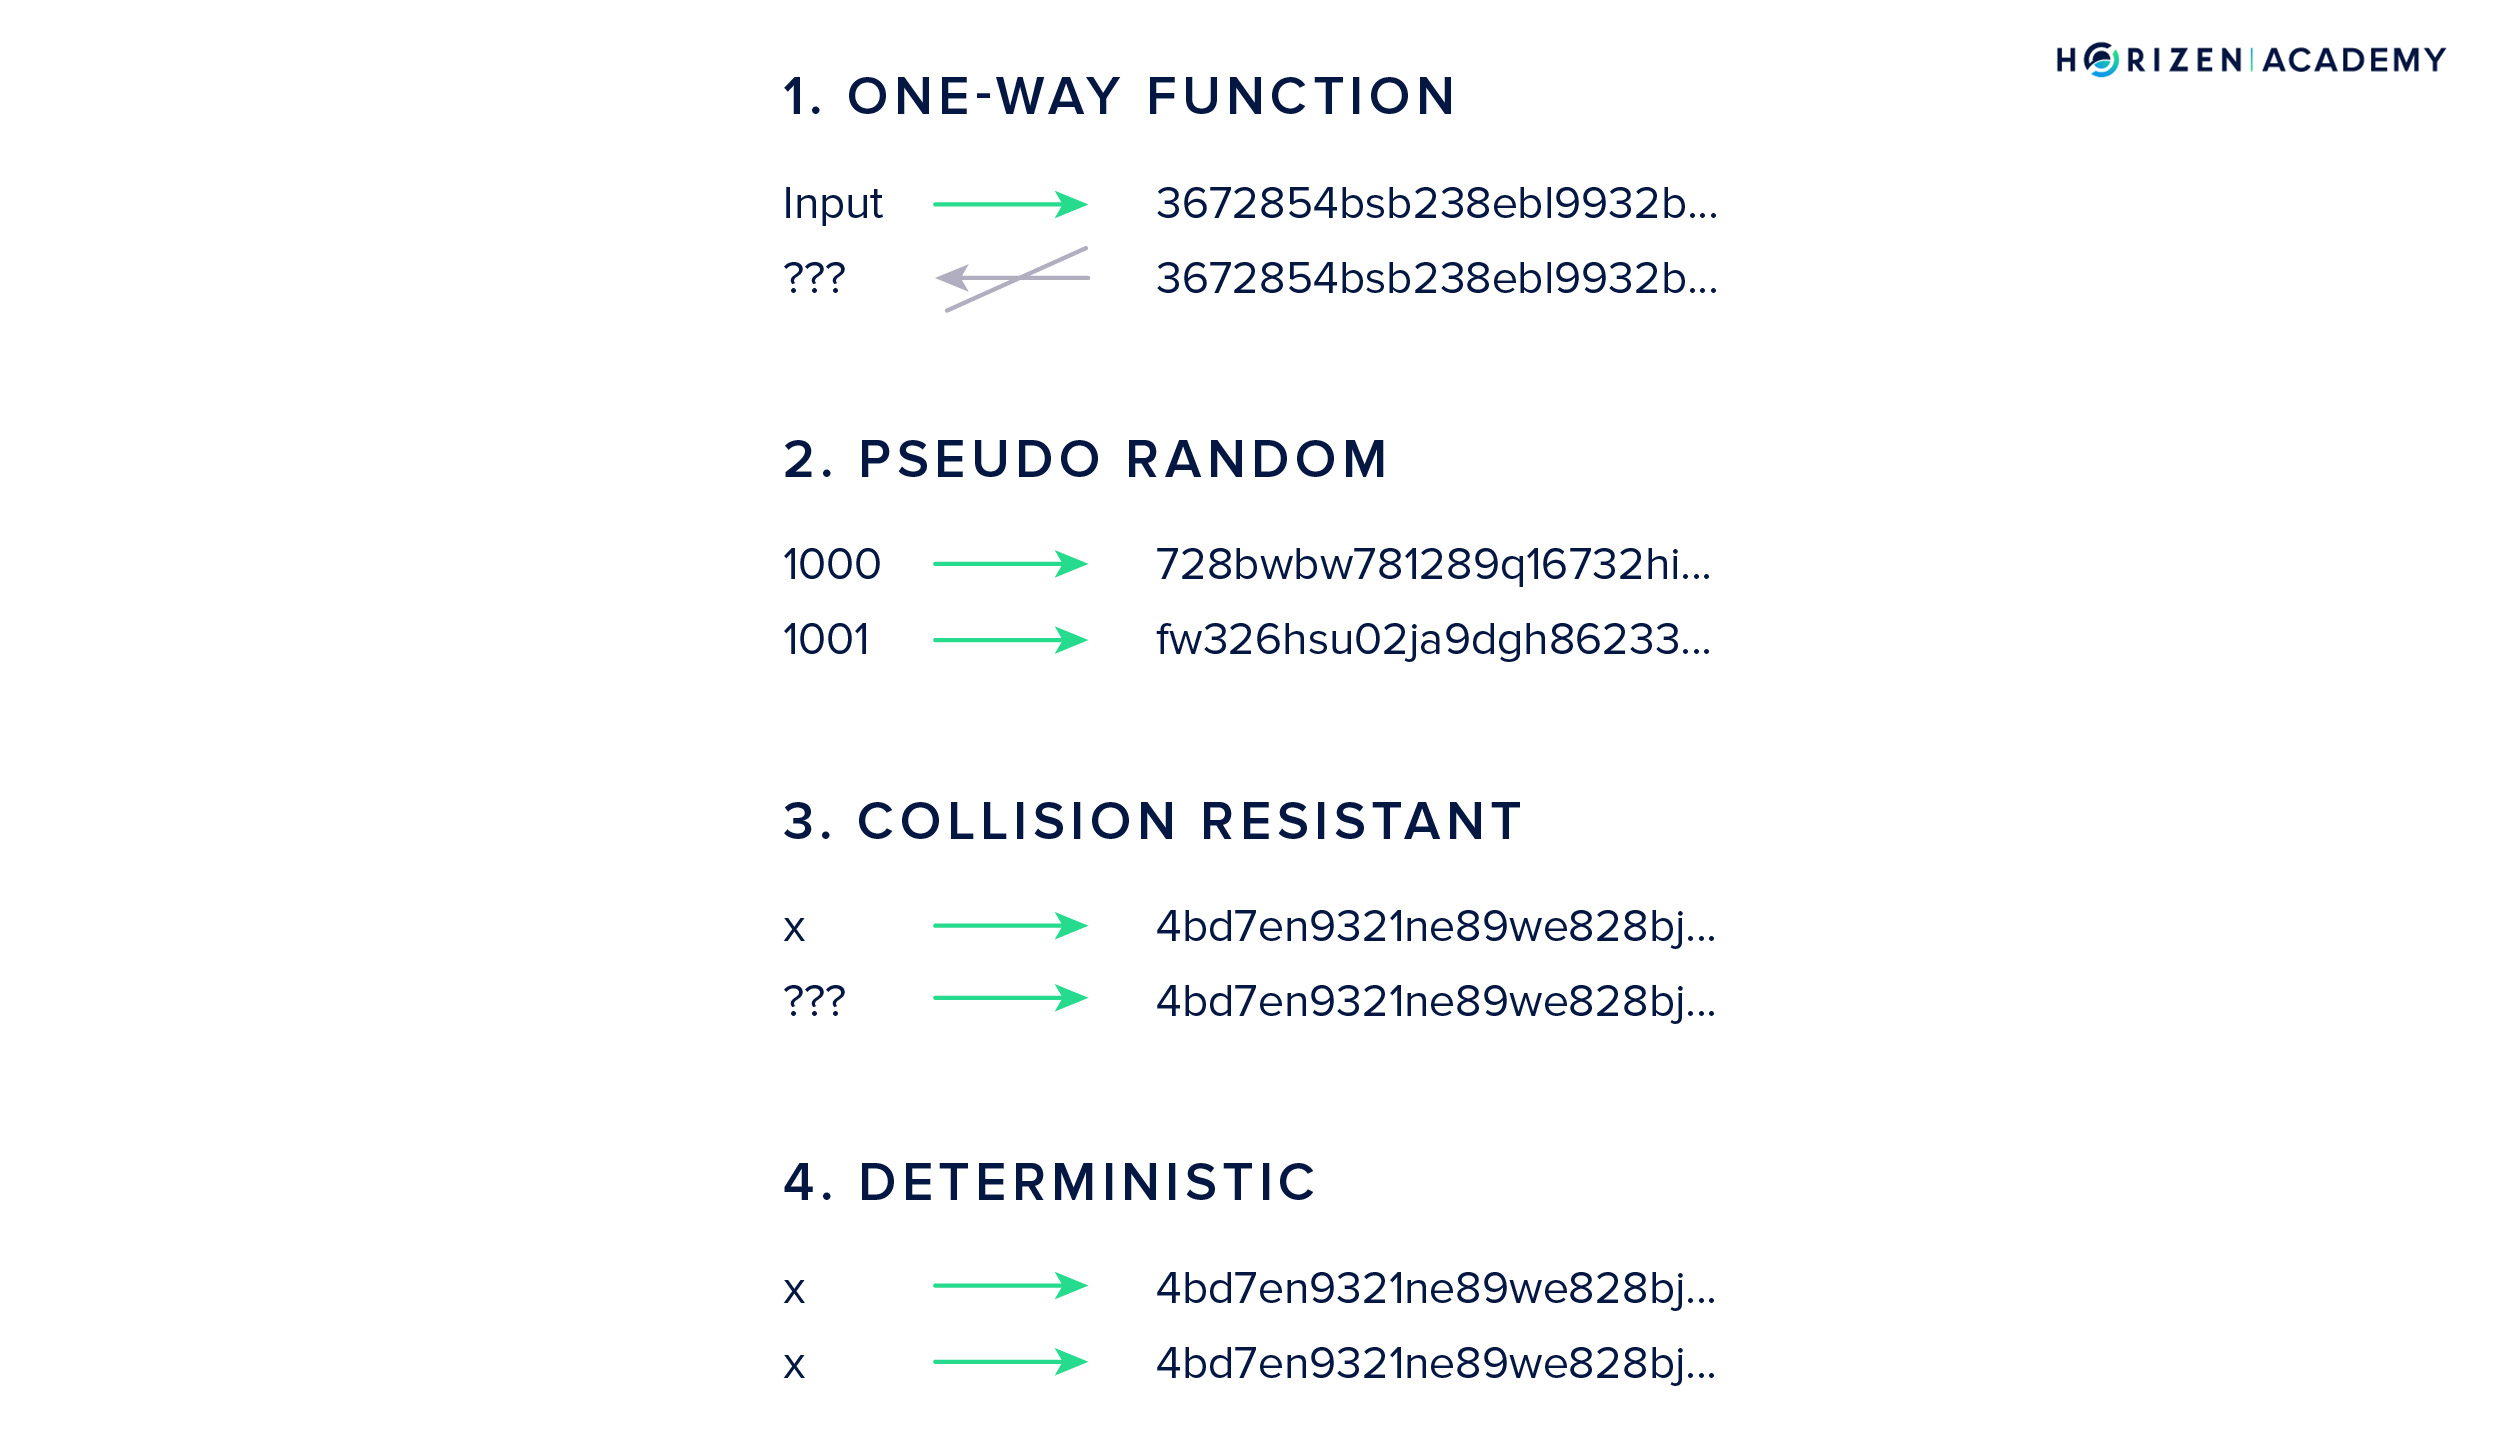 HORIZEN ACADEMY
1. ONE-WAY FUNCTION
Input 3672854bsb238ebl9932b...
??? 3672854bsb238ebl9932b...
2. PSEUDO RANDOM
1000 728bwbw781289q16732hi...
1001 fw326hsu02ja9dgh86233...
3. COLLISION RESISTANT
x 4bd7en9321ne89we828bj...
??? 4bd7en9321ne89we828bj...
4. DETERMINISTIC
x 4bd7en9321ne89we828bj...
x 4bd7en9321ne89we828bj...